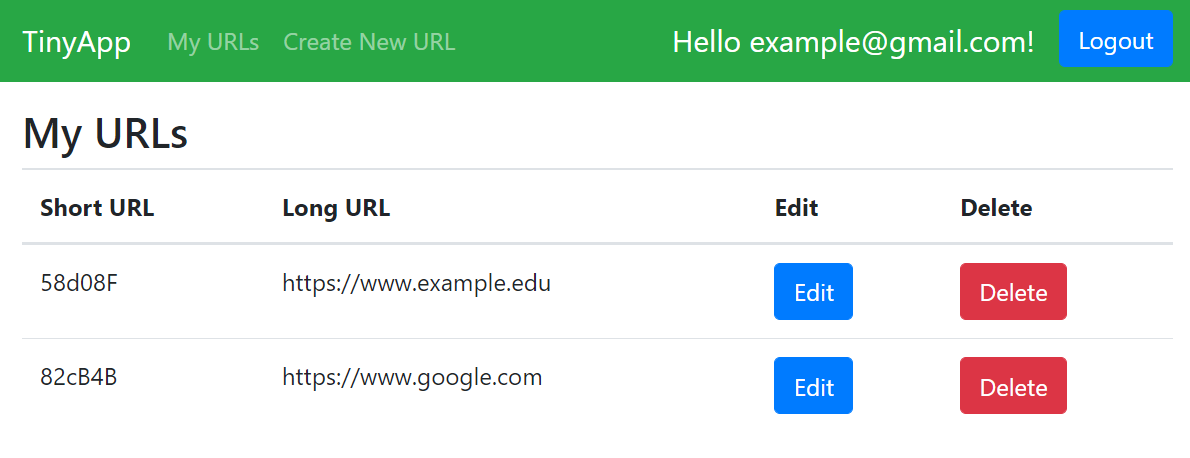 TinyApp My URLs Create New URL Hello example@gmail.com! Logout
My URLs
Short URL Long URL Edit Delete
58d08F https://www.example.edu Edit Delete
82cB4B https://www.google.com Edit Delete